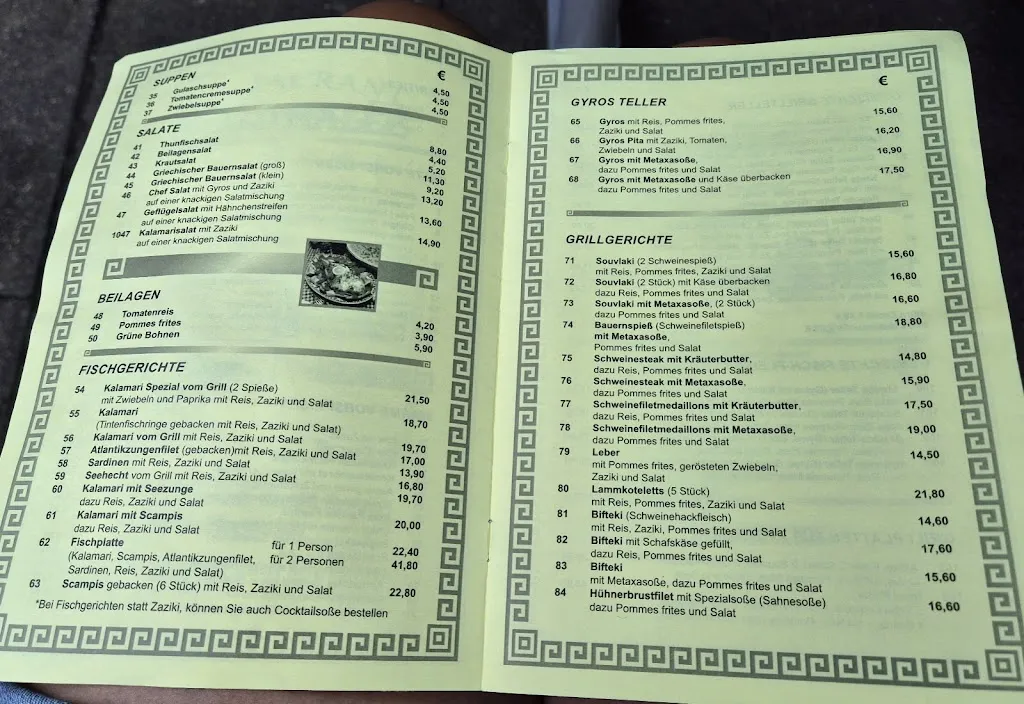 €
SUPPEN
35 Gulaschsuppe* 4,50
36 Tomatencremesuppe* 4,50
37 Zwiebelsuppe* 4,50
SALATE
41 Thunfischsalat 8,80
42 Beilagensalat 4,40
43 Krautsalat 5,20
44 Griechischer Bauernsalat (groß) 11,30
45 Griechischer Bauernsalat (klein) 9,20
46 Chef Salat mit Gyros und Zaziki 13,20
auf einer knackigen Salatmischung
47 Geflügelsalat mit Hähnchenstreifen 13,60
auf einer knackigen Salatmischung
1047 Kalamarisalat mit Zaziki 14,90
auf einer knackigen Salatmischung
BEILAGEN
48 Tomatenreis 4,20
49 Pommes frites 3,90
50 Grüne Bohnen 5,90
FISCHGERICHTE
54 Kalamari Spezial vom Grill (2 Spieße)
mit Zwiebeln und Paprika mit Reis, Zaziki und Salat 21,50
55 Kalamari
(Tintenfischringe gebacken mit Reis, Zaziki und Salat) 18,70
56 Kalamari vom Grill mit Reis, Zaziki und Salat 19,70
57 Atlantikzungenfilet (gebacken)mit Reis, Zaziki und Salat 17,00
58 Sardinen mit Reis, Zaziki und Salat 13,90
59 Seehecht vom Grill mit Reis, Zaziki und Salat 16,80
60 Kalamari mit Seezunge 19,70
dazu Reis, Zaziki und Salat
61 Kalamari mit Scampis 20,00
dazu Reis, Zaziki und Salat
62 Fischplatte für 1 Person 22,40
(Kalamari, Scampis, Atlantikzungenfilet, für 2 Personen 41,80
Sardinen, Reis, Zaziki und Salat)
63 Scampis gebacken (6 Stück) mit Reis, Zaziki und Salat 22,80
*Bei Fischgerichten statt Zaziki, können Sie auch Cocktailsoße bestellen
€
GYROS TELLER
65 Gyros mit Reis, Pommes frites, 15,60
Zaziki und Salat
66 Gyros Pita mit Zaziki, Tomaten, 16,20
Zwiebeln und Salat
67 Gyros mit Metaxasoße, 16,90
dazu Pommes frites und Salat
68 Gyros mit Metaxasoße und Käse überbacken 17,50
dazu Pommes frites und Salat
GRILLGERICHTE
71 Souvlaki (2 Schweinespieß) 15,60
mit Reis, Pommes frites, Zaziki und Salat
72 Souvlaki (2 Stück) mit Käse überbacken 16,80
dazu Reis, Pommes frites und Salat
73 Souvlaki mit Metaxasoße, (2 Stück) 16,60
dazu Pommes frites und Salat
74 Bauernspieß (Schweinefiletspieß) 18,80
mit Metaxasoße,
Pommes frites und Salat
75 Schweinesteak mit Kräuterbutter, 14,80
dazu Reis, Pommes frites und Salat
76 Schweinesteak mit Metaxasoße, 15,90
dazu Pommes frites und Salat
77 Schweinefiletmedaillons mit Kräuterbutter, 17,50
dazu Reis, Pommes frites und Salat
78 Schweinefiletmedaillons mit Metaxasoße, 19,00
dazu Pommes frites und Salat
79 Leber 14,50
mit Pommes frites, gerösteten Zwiebeln,
Zaziki und Salat
80 Lammkoteletts (5 Stück) 21,80
mit Reis, Pommes frites, Zaziki und Salat
81 Bifteki (Schweinehackfleisch) 14,60
mit Reis, Zaziki, Pommes frites und Salat
82 Bifteki mit Schafskäse gefüllt, 17,60
dazu Reis, Pommes frites und Salat
83 Bifteki 15,60
mit Metaxasoße, dazu Pommes frites und Salat
84 Hühnerbrustfilet mit Spezialsoße (Sahnesoße) 16,60
dazu Pommes frites und Salat